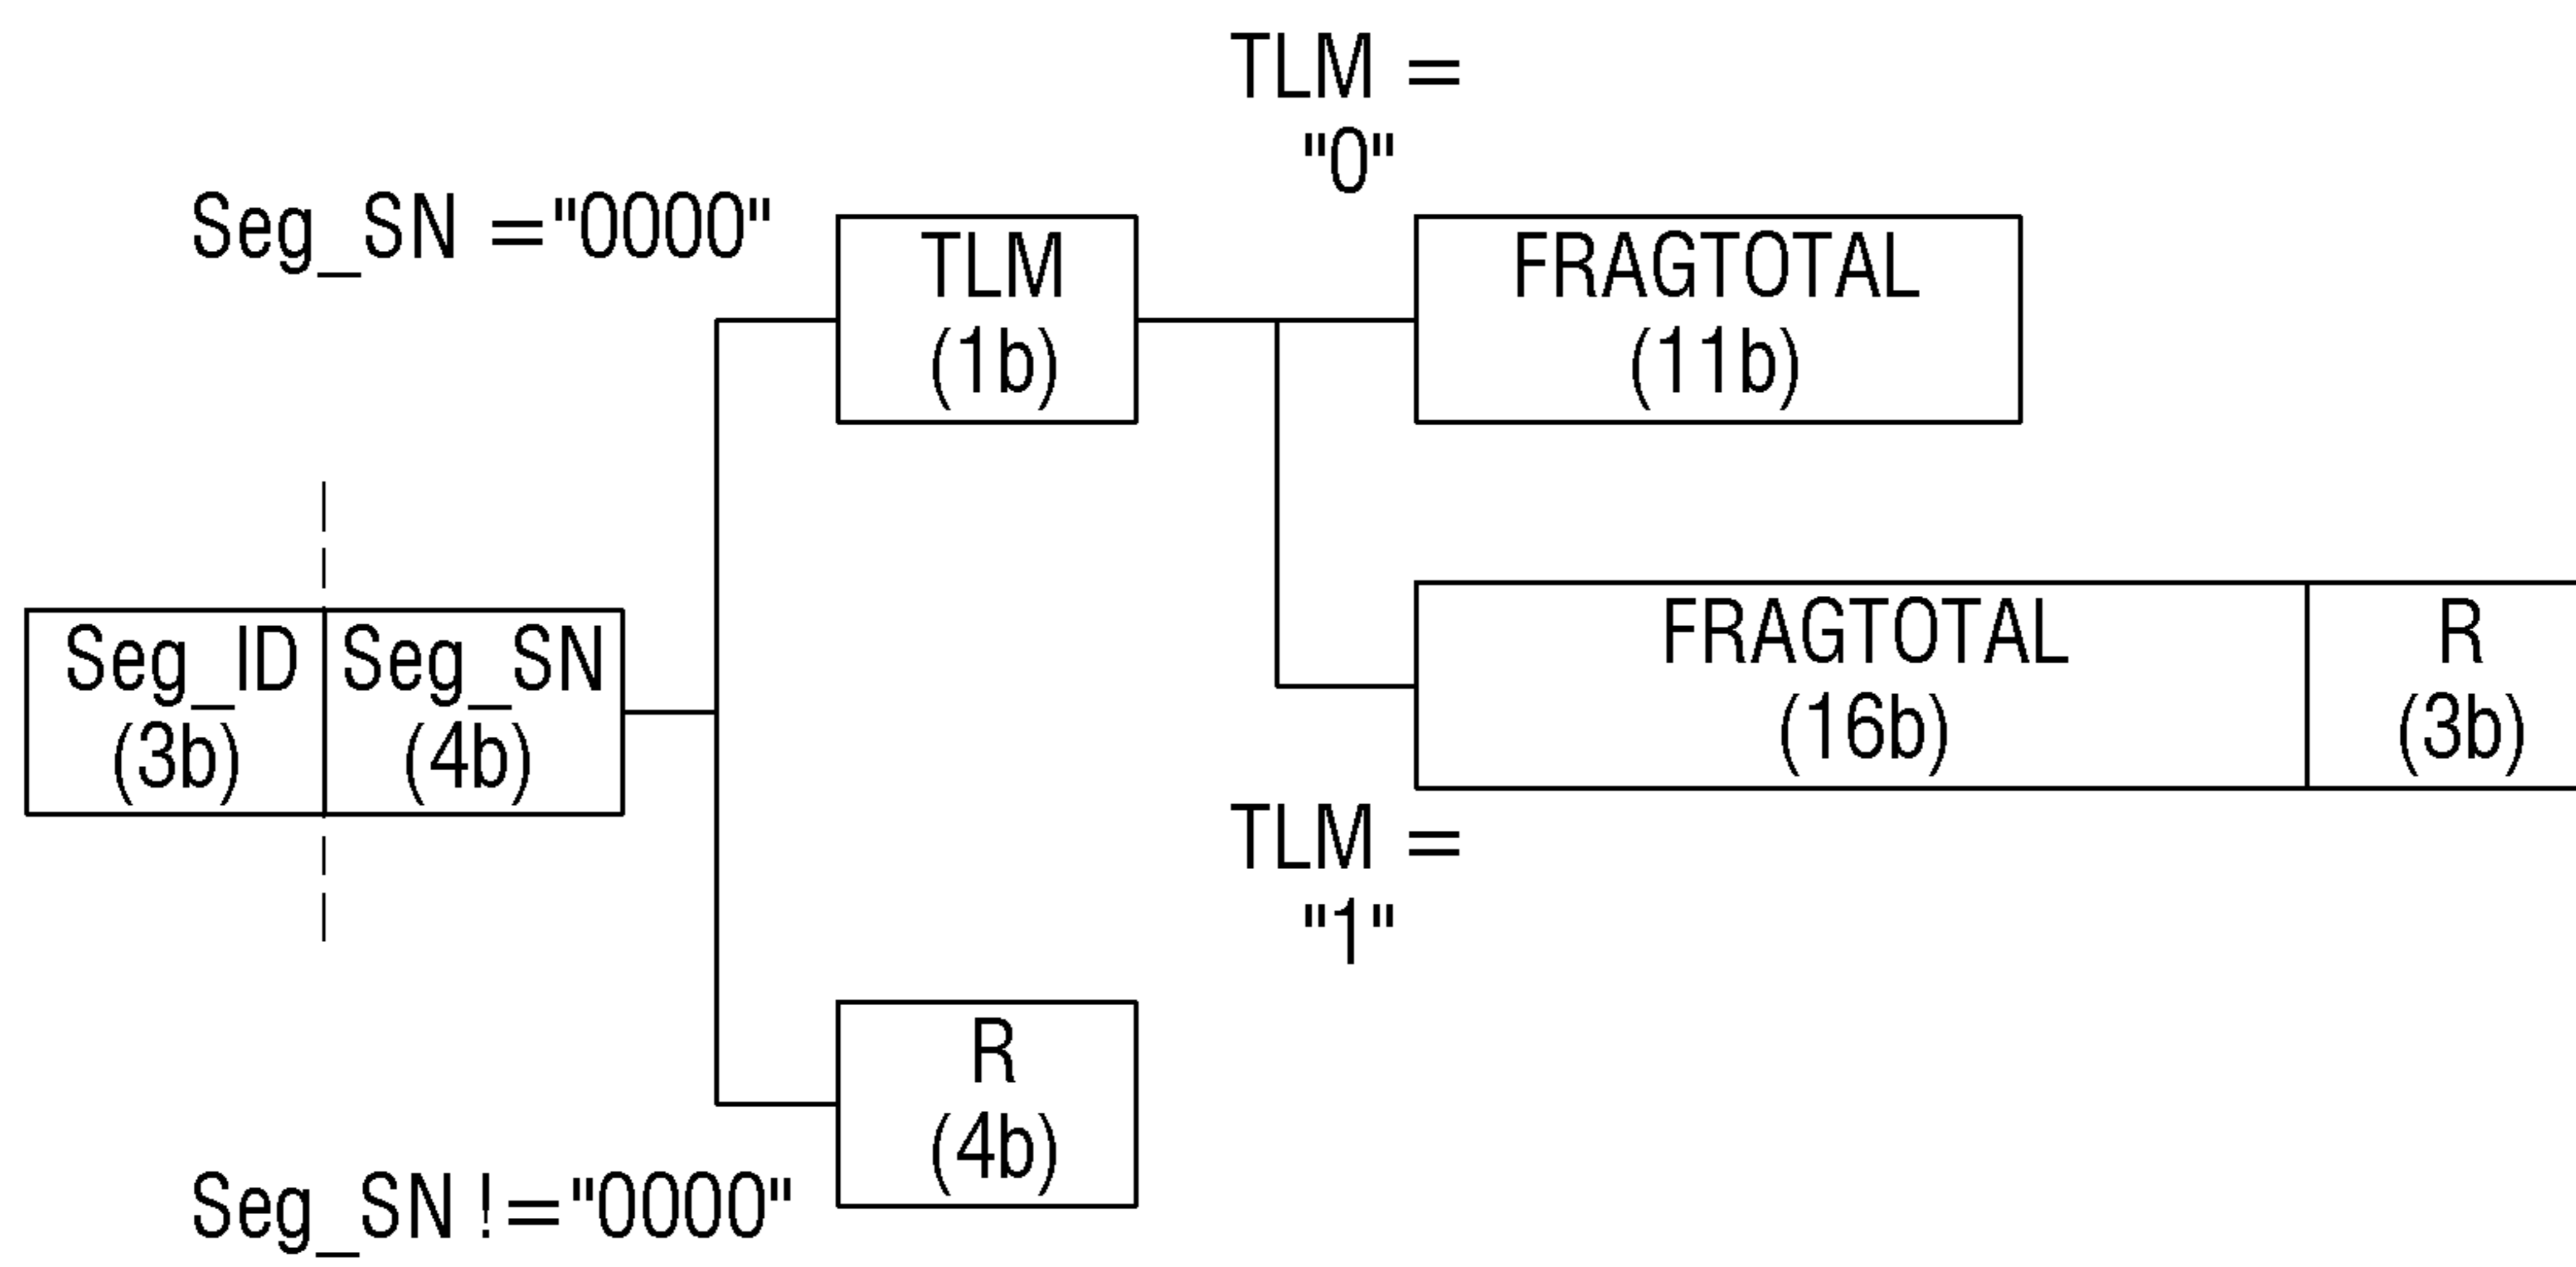 TLM =
"0"
Seg_SN ="0000"
TLM
(1b)
FRAGTOTAL
(11b)
Seg_ID
(3b)
Seg_SN
(4b)
FRAGTOTAL
(16b)
R
(3b)
TLM =
"1"
R
(4b)
Seg_SN !="0000"